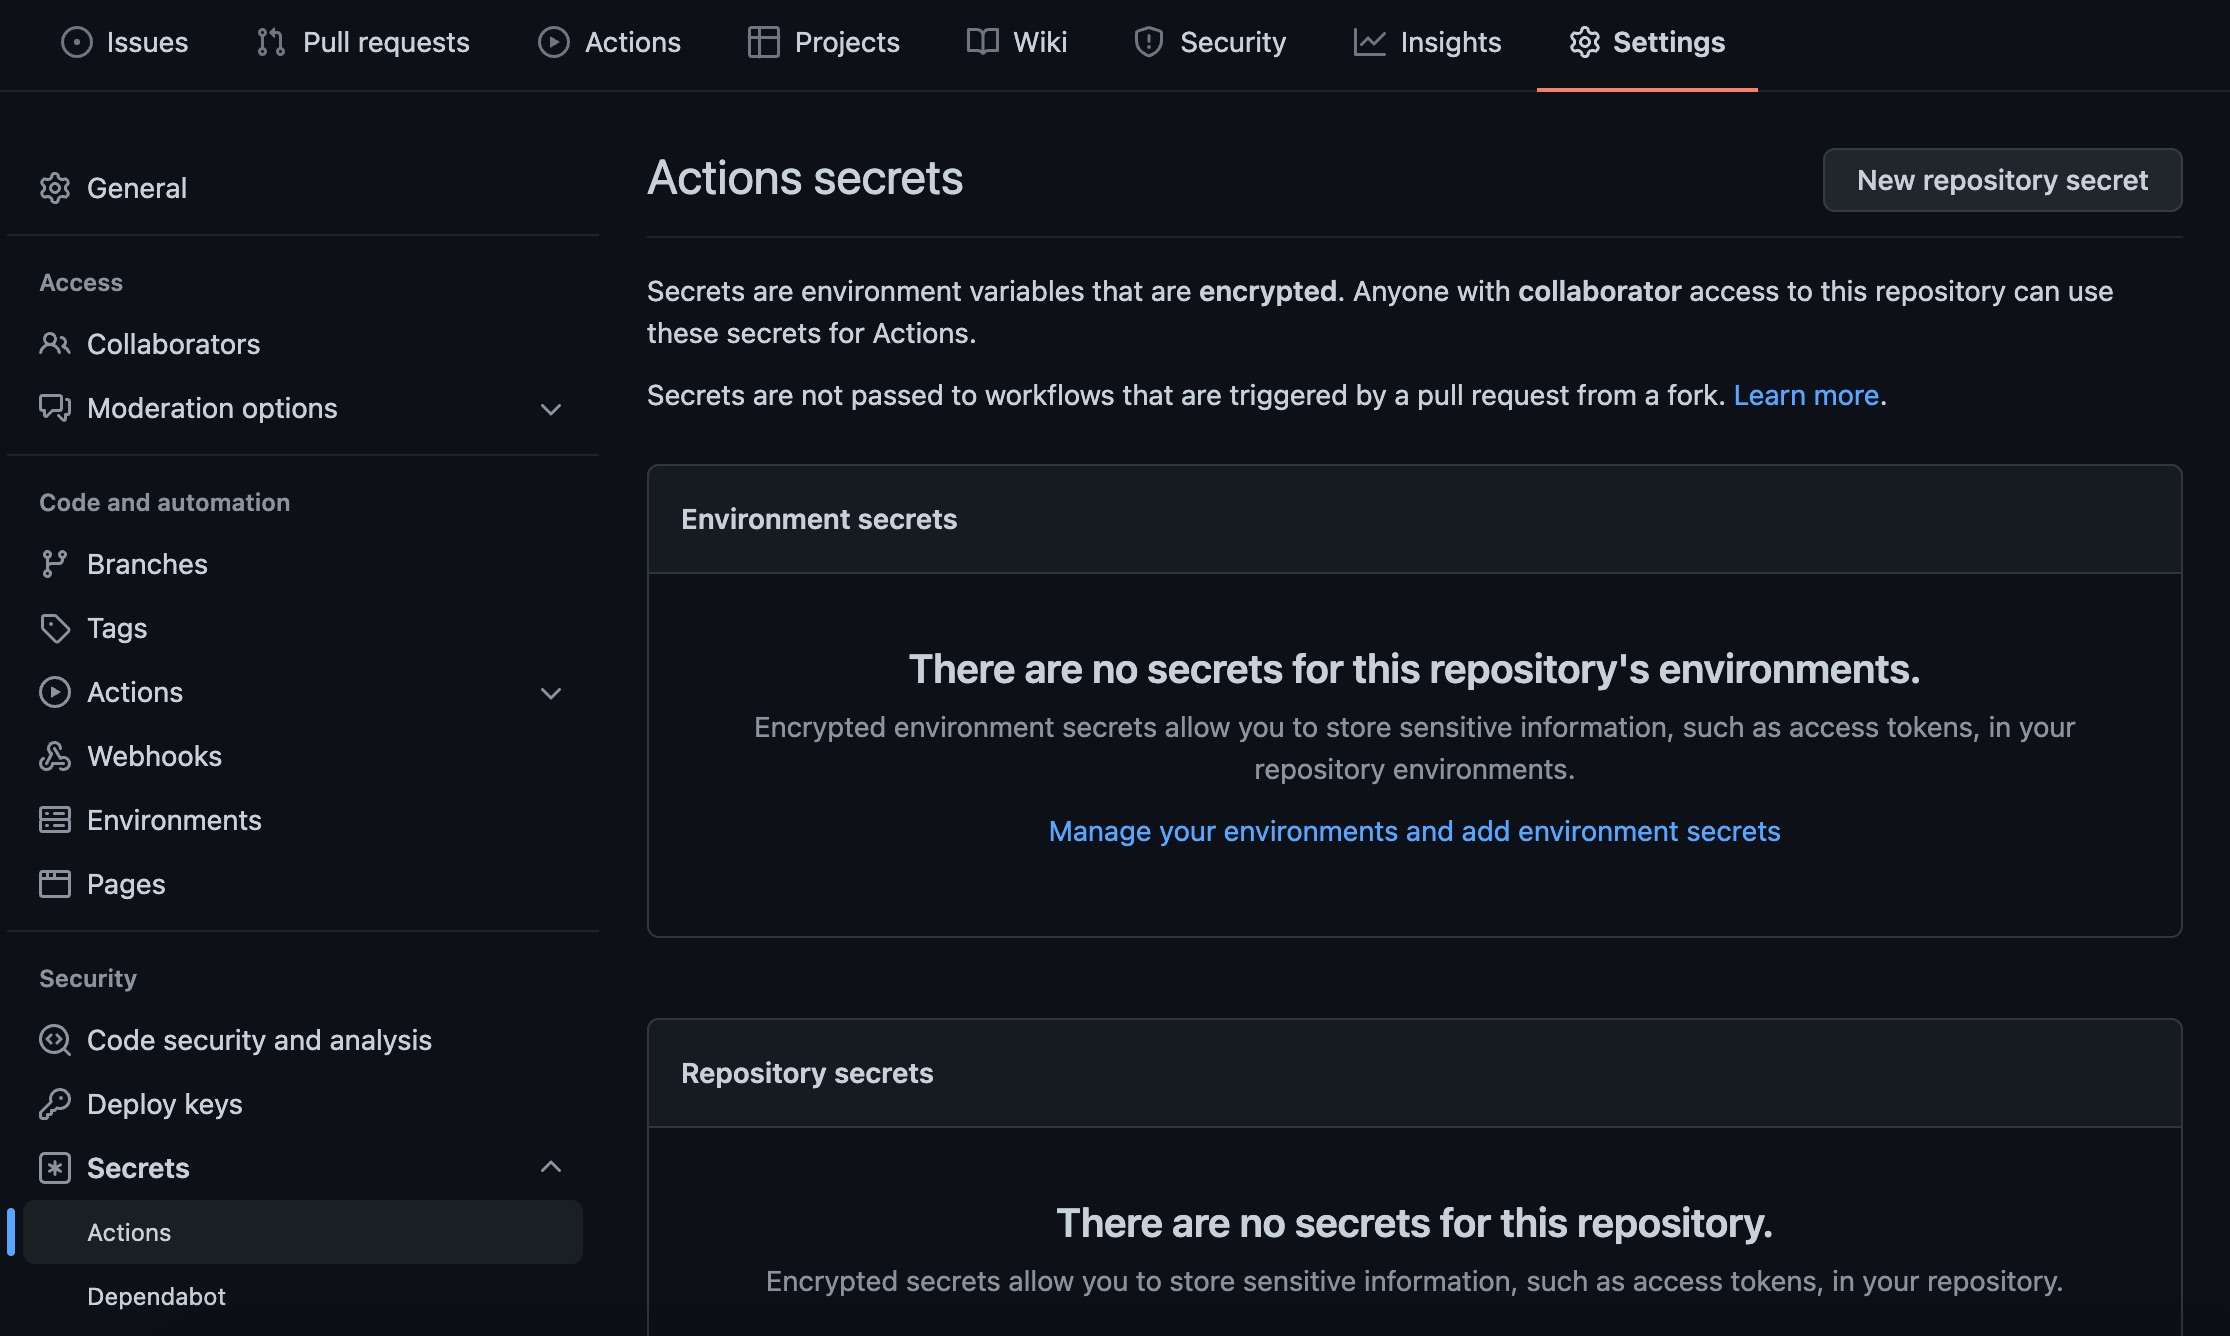 Issues
Pull requests
Actions
Projects
Wiki
Security
Insights
Settings
General
Access
Collaborators
Moderation options
Code and automation
Branches
Tags
Actions
Webhooks
Environments
Pages
Security
Code security and analysis
Deploy keys
Secrets
Actions
Dependabot
Actions secrets
New repository secret
Secrets are environment variables that are encrypted. Anyone with collaborator access to this repository can use
these secrets for Actions.
Secrets are not passed to workflows that are triggered by a pull request from a fork. Learn more.
Environment secrets
There are no secrets for this repository's environments.
Encrypted environment secrets allow you to store sensitive information, such as access tokens, in your
repository environments.
Manage your environments and add environment secrets
Repository secrets
There are no secrets for this repository.
Encrypted secrets allow you to store sensitive information, such as access tokens, in your repository.